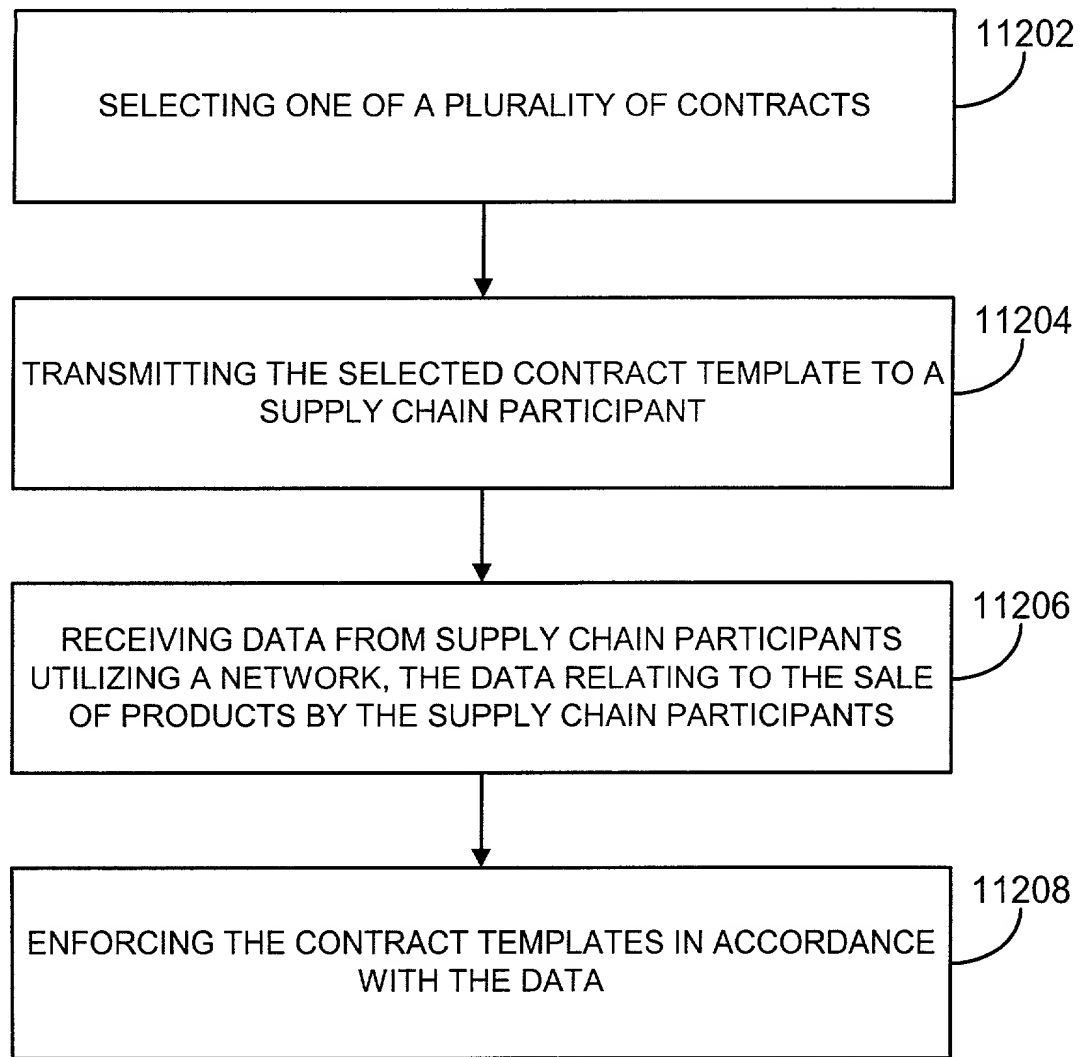 11202
SELECTING ONE OF A PLURALITY OF CONTRACTS
11204
TRANSMITTING THE SELECTED CONTRACT TEMPLATE TO A
SUPPLY CHAIN PARTICIPANT
11206
RECEIVING DATA FROM SUPPLY CHAIN PARTICIPANTS
UTILIZING A NETWORK, THE DATA RELATING TO THE SALE
OF PRODUCTS BY THE SUPPLY CHAIN PARTICIPANTS
11208
ENFORCING THE CONTRACT TEMPLATES IN ACCORDANCE
WITH THE DATA